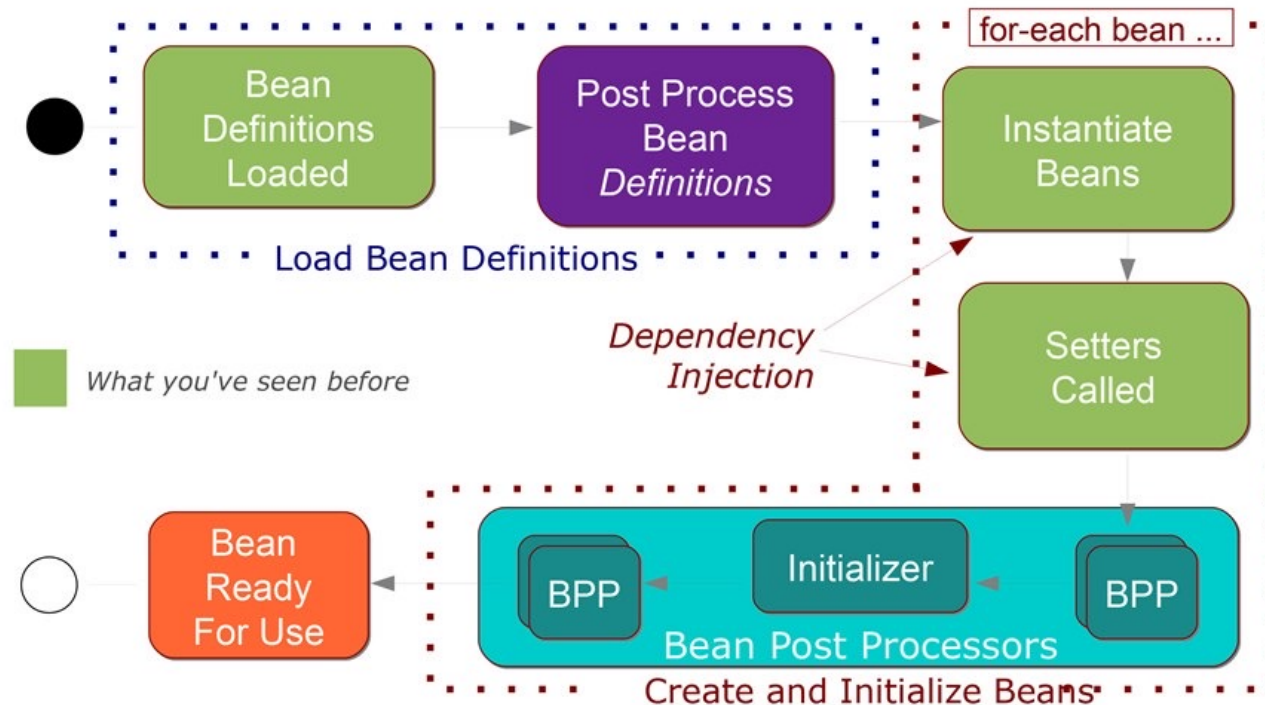 for-each bean ...
Bean
Definitions
Loaded
Post Process
Bean
Definitions
Instantiate
Beans
Load Bean Definitions
Dependency
Injection
Setters
Called
What you've seen before
Bean
Ready
For Use
BPP
Initializer
BPP
Bean Post Processors
Create and Initialize Beans